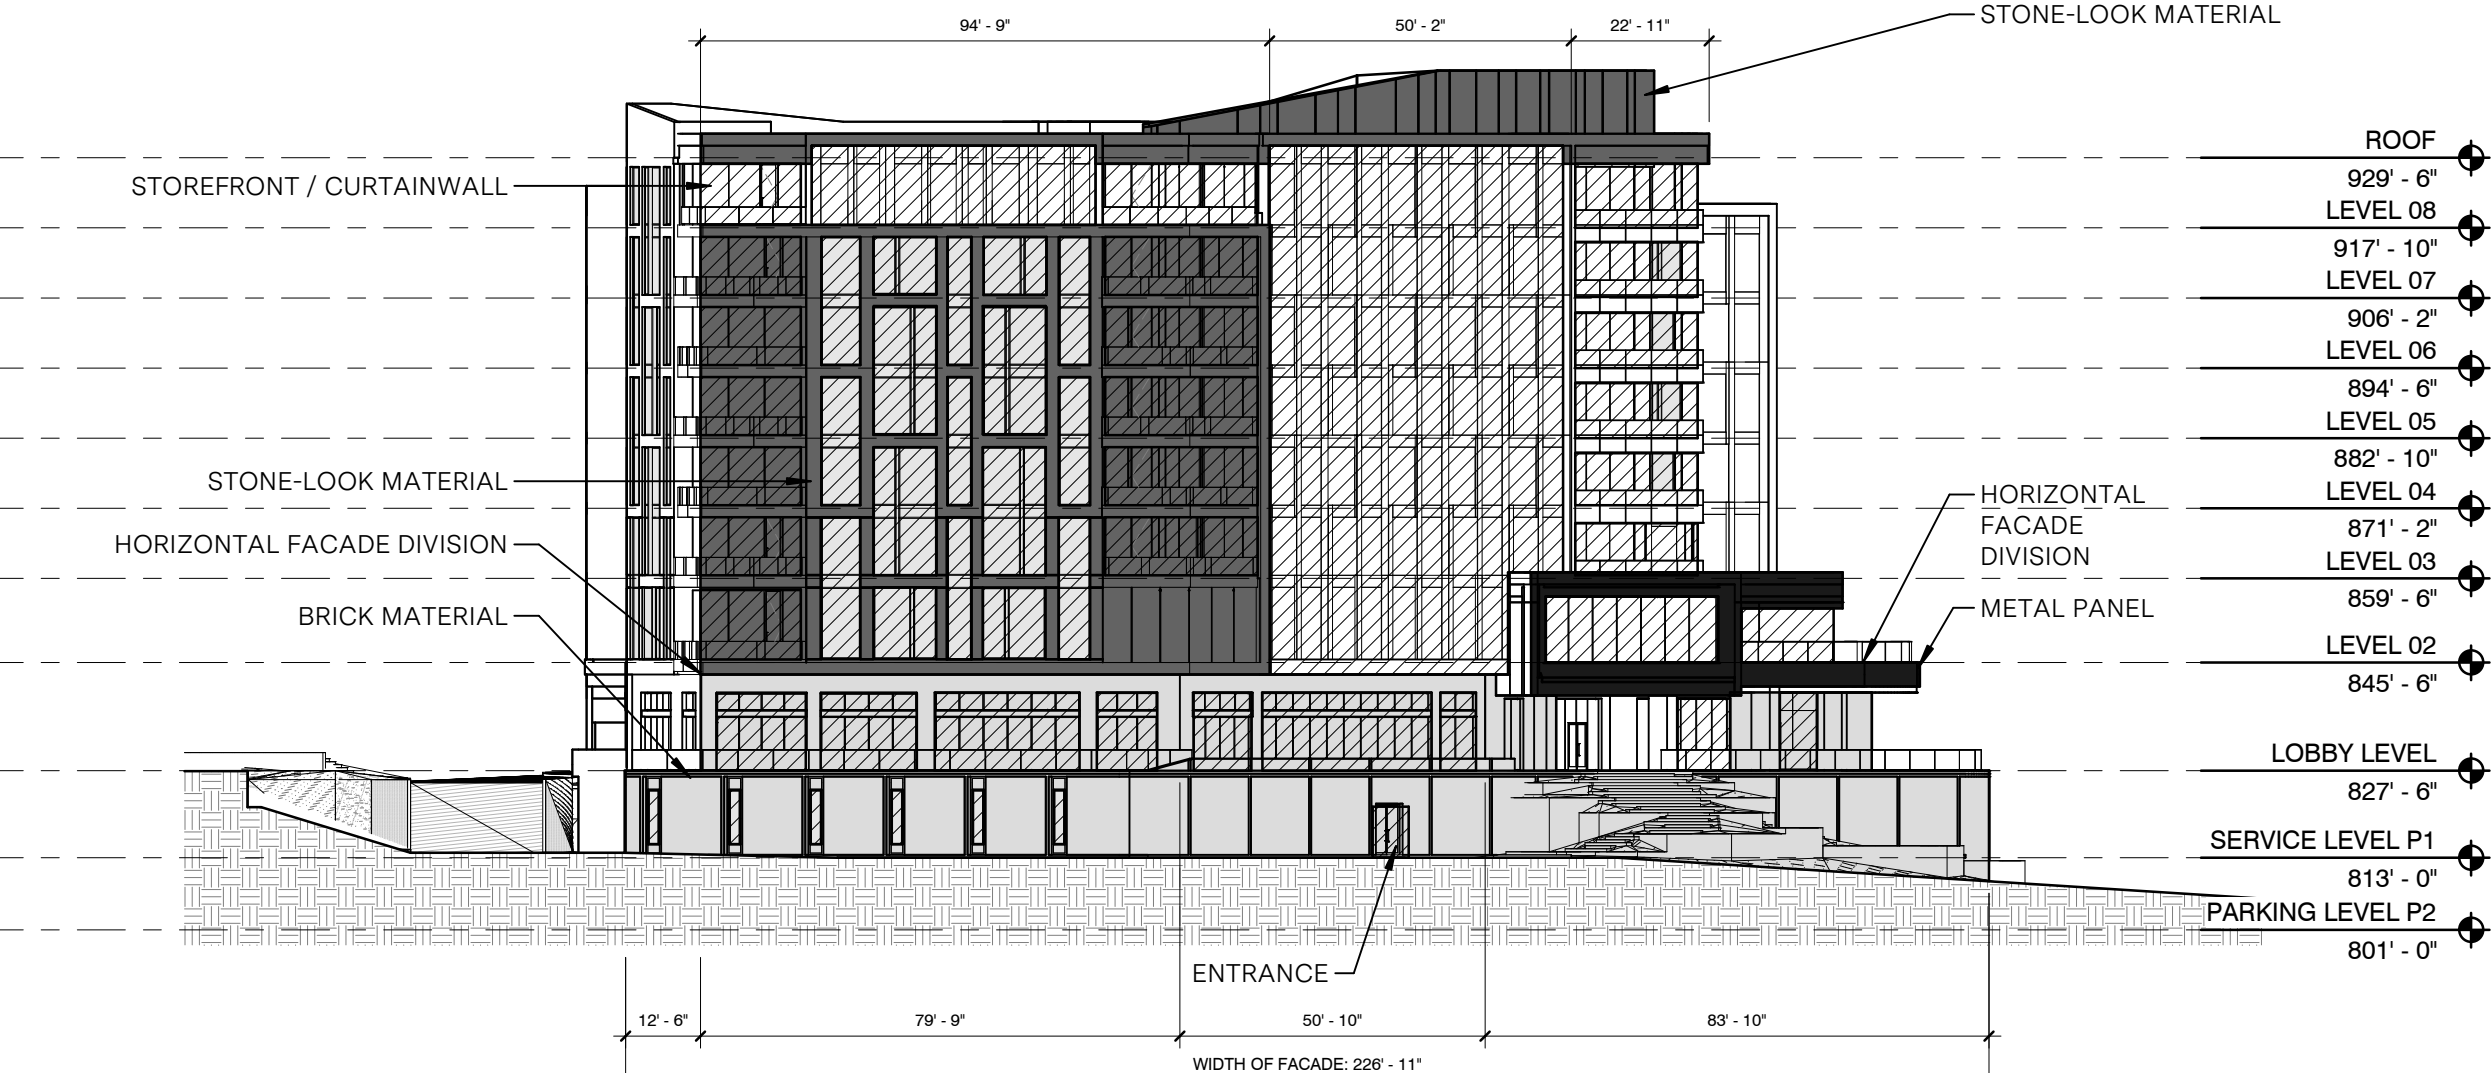 94' - 9"
50' - 2"
22' - 11"
STONE-LOOK MATERIAL
STOREFRONT / CURTAINWALL
STONE-LOOK MATERIAL
HORIZONTAL FACADE DIVISION
BRICK MATERIAL
HORIZONTAL
FACADE
DIVISION
METAL PANEL
ENTRANCE
ROOF
929' - 6"
LEVEL 08
917' - 10"
LEVEL 07
906' - 2"
LEVEL 06
894' - 6"
LEVEL 05
882' - 10"
LEVEL 04
871' - 2"
LEVEL 03
859' - 6"
LEVEL 02
845' - 6"
LOBBY LEVEL
827' - 6"
SERVICE LEVEL P1
813' - 0"
PARKING LEVEL P2
801' - 0"
12' - 6"
79' - 9"
50' - 10"
83' - 10"
WIDTH OF FACADE: 226' - 11"